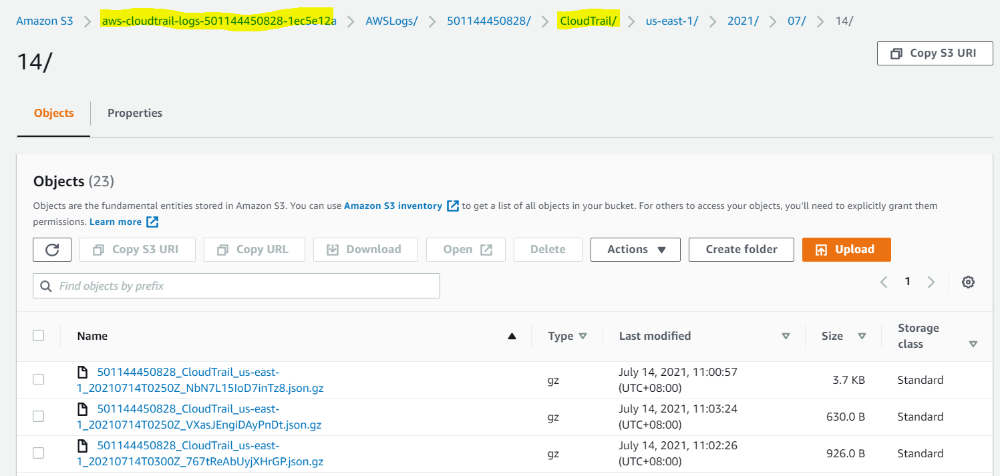 Amazon S3 > aws-cloudtrail-logs-501144450828-1ec5e12a > AWSLogs/ > 501144450828/ > CloudTrail/ > us-east-1/ > 2021/ > 07/ > 14/
14/
Copy S3 URI
Objects
Properties
Objects (23)
Objects are the fundamental entities stored in Amazon S3. You can use Amazon S3 inventory to get a list of all objects in your bucket. For others to access your objects, you'll need to explicitly grant them
permissions. Learn more
Copy S3 URI Copy URL Download Open Delete Actions Create folder Upload
Find objects by prefix
1
Name Type Last modified Size Storage
class
501144450828_CloudTrail_us-east- July 14, 2021, 11:00:57
1_20210714T0250Z_NbN7L15IoD7inTz8.json.gz gz (UTC+08:00) 3.7 KB Standard
501144450828_CloudTrail_us-east- July 14, 2021, 11:03:24
1_20210714T0250Z_VXasJEngiDAyPnDt.json.gz gz (UTC+08:00) 630.0 B Standard
501144450828_CloudTrail_us-east- July 14, 2021, 11:02:26
1_20210714T0300Z_767tReAbUyjXHrGP.json.gz gz (UTC+08:00) 926.0 B Standard